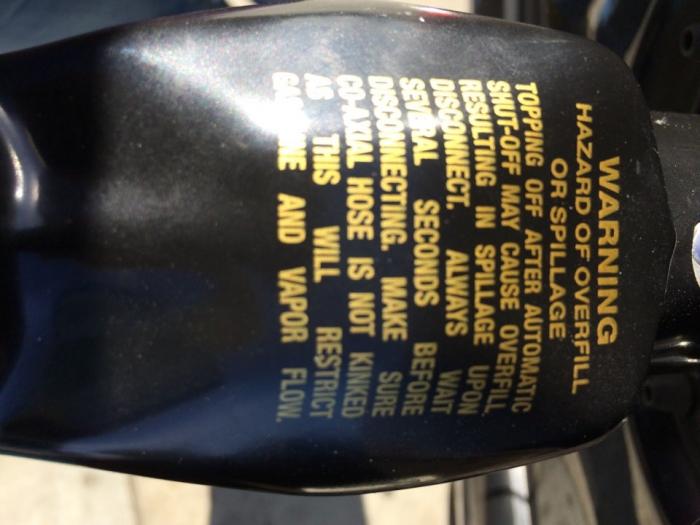 WARNING
HAZARD OF OVERFILL
OR SPILLAGE
TOPPING OFF AFTER AUTOMATIC
SHUT-OFF MAY CAUSE OVERFILL
RESULTING IN SPILLAGE UPON
DISCONNECT. ALWAYS WAIT
SEVERAL SECONDS BEFORE
DISCONNECTING. MAKE SURE
CO-AXIAL HOSE IS NOT KINKED
AS THIS WILL RESTRICT
GASOLINE AND VAPOR FLOW.